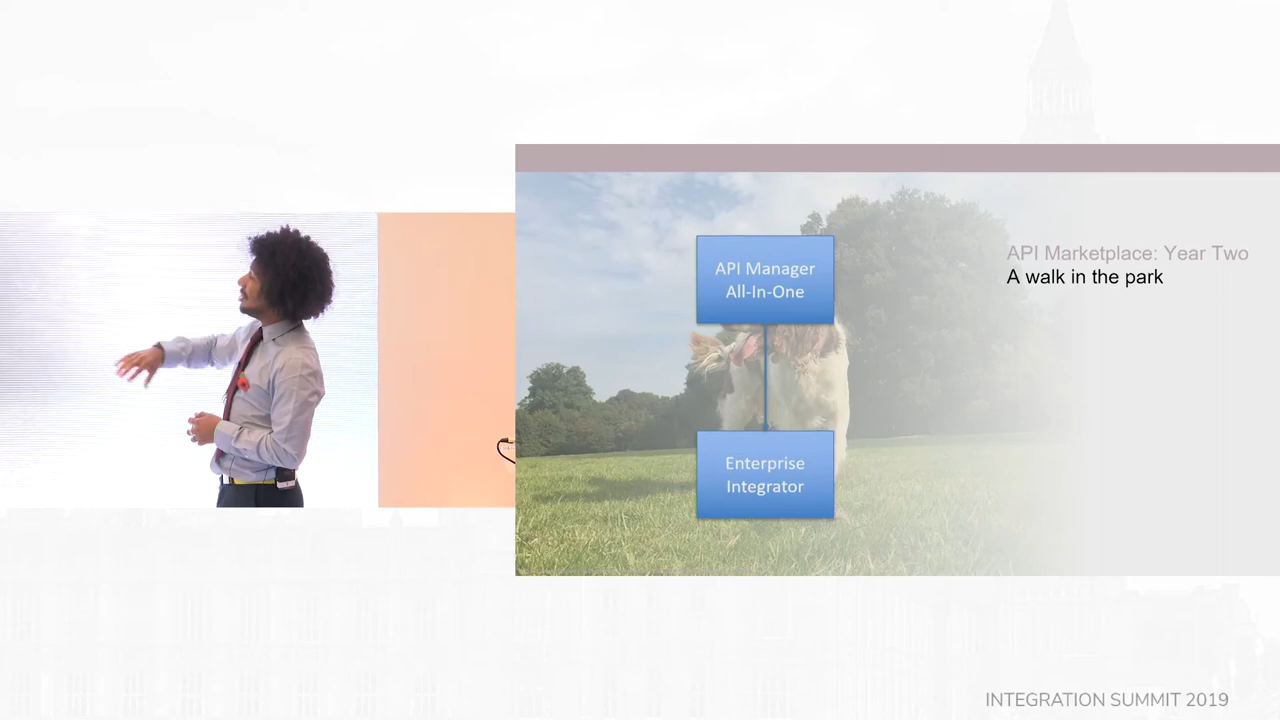 API Manager
All-In-One
API Marketplace: Year Two
A walk in the park
Enterprise
Integrator
INTEGRATION SUMMIT 2019